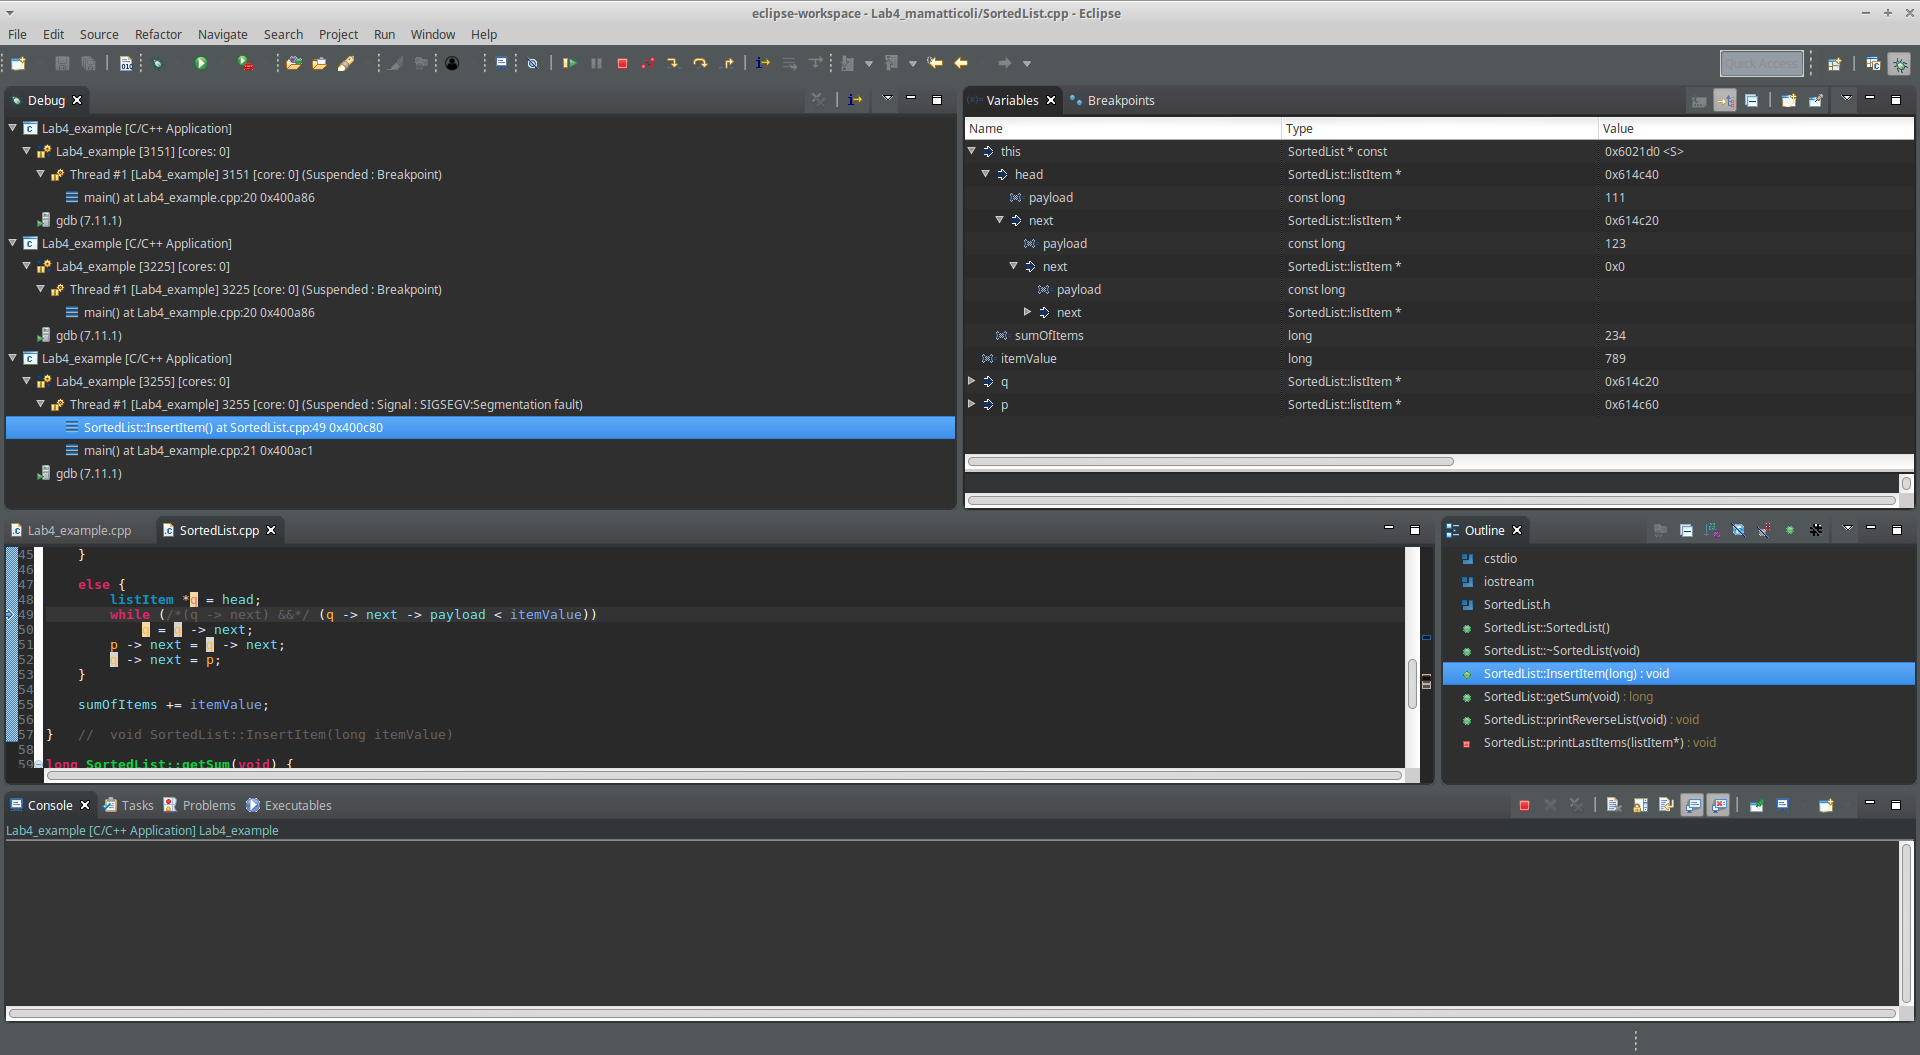 eclipse-workspace - Lab4_mamatticoli/SortedList.cpp - Eclipse
File Edit Source Refactor Navigate Search Project Run Window Help
Quick Access
Debug
Lab4_example [C/C++ Application]
Lab4_example [3151] [cores: 0]
Thread #1 [Lab4_example] 3151 [core: 0] (Suspended : Breakpoint)
main() at Lab4_example.cpp:20 0x400a86
gdb (7.11.1)
Lab4_example [C/C++ Application]
Lab4_example [3225] [cores: 0]
Thread #1 [Lab4_example] 3225 [core: 0] (Suspended : Breakpoint)
main() at Lab4_example.cpp:20 0x400a86
gdb (7.11.1)
Lab4_example [C/C++ Application]
Lab4_example [3255] [cores: 0]
Thread #1 [Lab4_example] 3255 [core: 0] (Suspended : Signal : SIGSEGV:Segmentation fault)
SortedList::InsertItem() at SortedList.cpp:49 0x400c80
main() at Lab4_example.cpp:21 0x400ac1
gdb (7.11.1)
Variables Breakpoints
Name Type Value
this SortedList * const 0x6021d0 <S>
head SortedList::listItem * 0x614c40
payload const long 111
next SortedList::listItem * 0x614c20
payload const long 123
next SortedList::listItem * 0x0
payload const long
next SortedList::listItem *
sumOfItems long 234
itemValue long 789
q SortedList::listItem * 0x614c20
p SortedList::listItem * 0x614c60
Lab4_example.cpp SortedList.cpp
45 }
46
47 else {
48 listItem *q = head;
49 while (/*(q -> next) &&*/ (q -> next -> payload < itemValue))
50 q = q -> next;
51 p -> next = q -> next;
52 q -> next = p;
53 }
54
55 sumOfItems += itemValue;
56
57 } // void SortedList::InsertItem(long itemValue)
58
59 long SortedList::getSum(void) {
Outline
cstdio
iostream
SortedList.h
SortedList::SortedList()
SortedList::~SortedList(void)
SortedList::InsertItem(long) : void
SortedList::getSum(void) : long
SortedList::printReverseList(void) : void
SortedList::printLastItems(listItem*) : void
Console Tasks Problems Executables
Lab4_example [C/C++ Application] Lab4_example